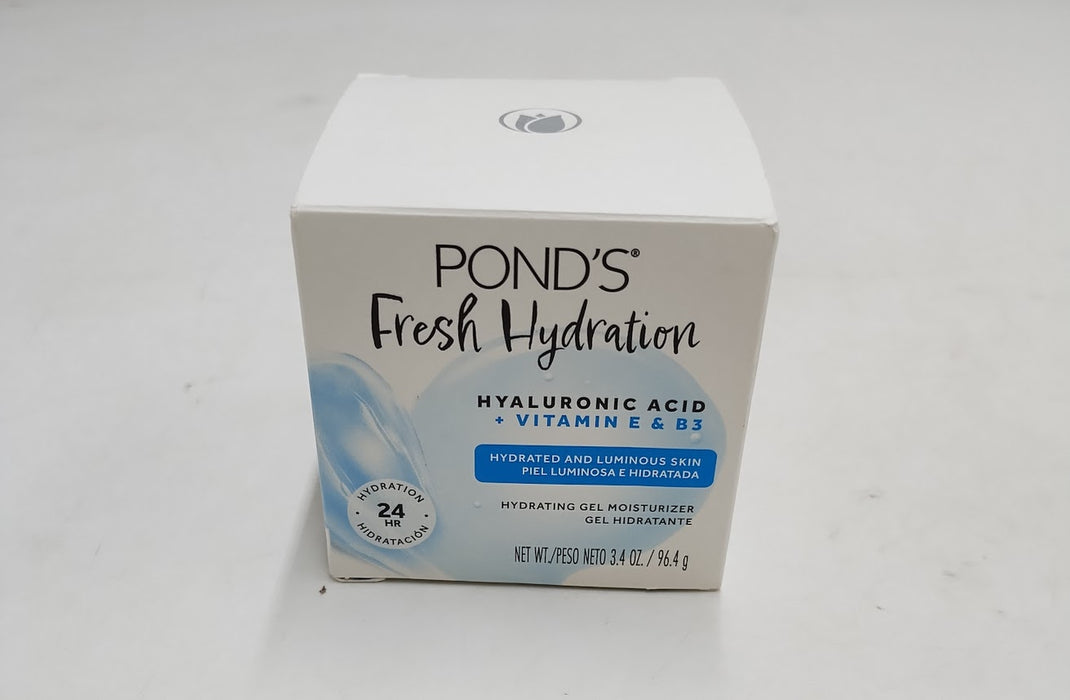 POND'S®
Fresh Hydration
HYALURONIC ACID
+ VITAMIN E & B3
HYDRATED AND LUMINOUS SKIN
PIEL LUMINOSA E HIDRATADA
HYDRATION
24
HR
HIDRATACIÓN
HYDRATING GEL MOISTURIZER
GEL HIDRATANTE
NET WT./PESO NETO 3.4 OZ. / 96.4 g